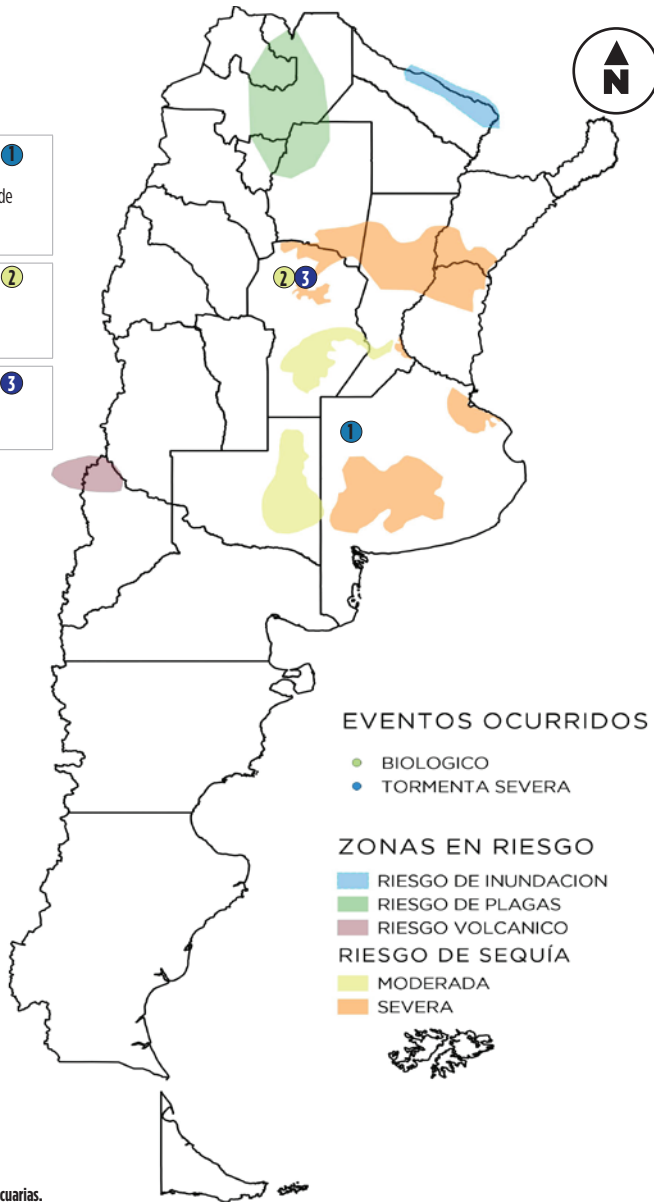 N
1
de
2
3
2 3
1
EVENTOS OCURRIDOS
BIOLOGICO
TORMENTA SEVERA
ZONAS EN RIESGO
RIESGO DE INUNDACION
RIESGO DE PLAGAS
RIESGO VOLCANICO
RIESGO DE SEQUÍA
MODERADA
SEVERA
cuarias.